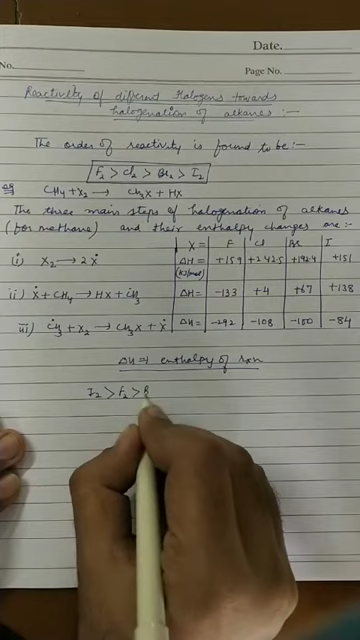 Date.
No.
Page No.
Reactivity of different Halogens towards
halogenation of alkanes :-
The order of reactivity is found to be:-
F₂ > Cl₂ > Br₂ > I₂
eg CH₄ + X₂ → CH₃X + HX
The three main steps of halogenation of alkanes
(for methane) and their enthalpy changes are:-
X = F Cl Br I
i) X₂ → 2Ẋ ΔH = (KJ/mol) +159 +242.5 +192.4 +151
ii) Ẋ + CH₄ → HX + ĊH₃ ΔH = -133 +4 +67 +138
iii) ĊH₃ + X₂ → CH₃X + Ẋ ΔH = -292 -108 -100 -84
ΔH ⇒ enthalpy of rxn
I₂ > F₂ > B